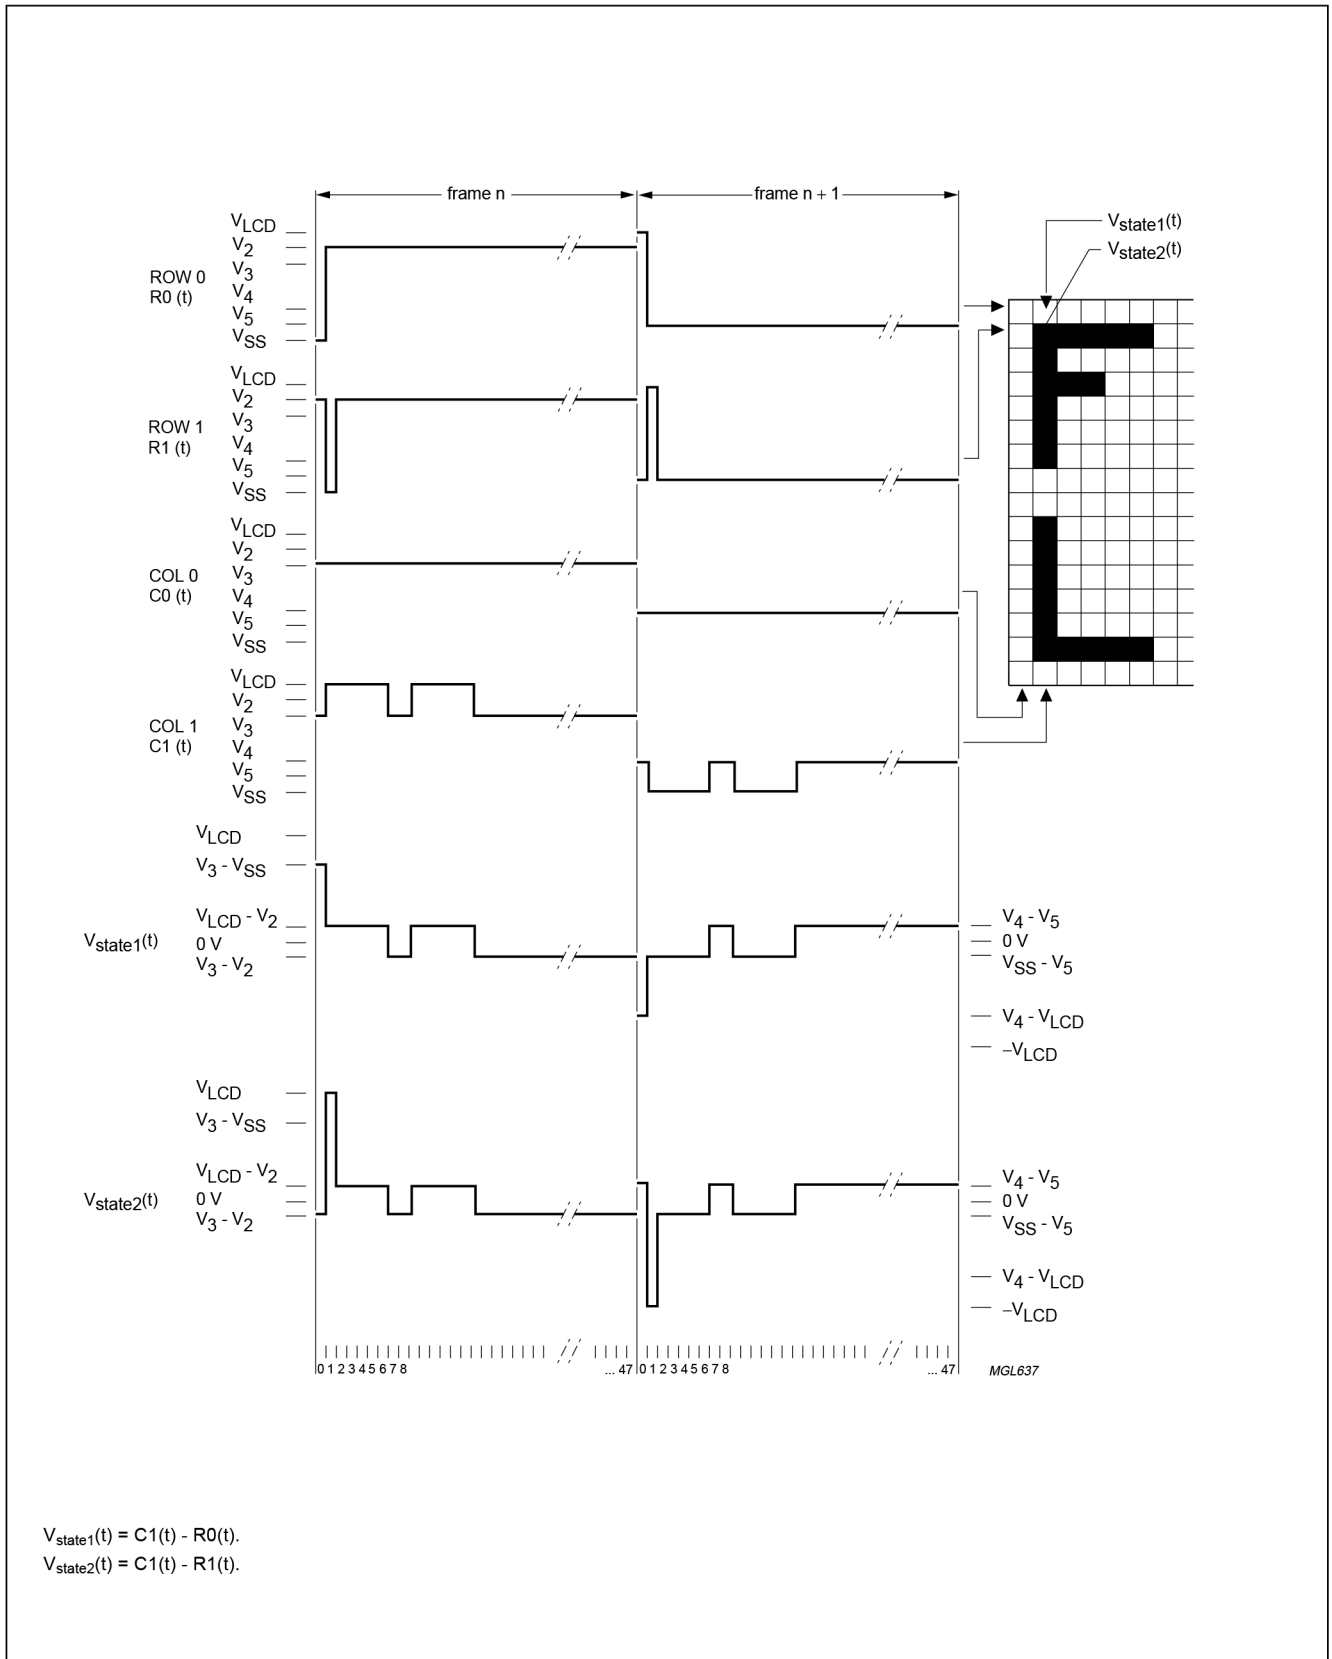 frame n
frame n + 1
ROW 0
R0 (t)
VLCD
V2
V3
V4
V5
VSS
Vstate1(t)
Vstate2(t)
ROW 1
R1 (t)
VLCD
V2
V3
V4
V5
VSS
COL 0
C0 (t)
VLCD
V2
V3
V4
V5
VSS
COL 1
C1 (t)
VLCD
V2
V3
V4
V5
VSS
Vstate1(t)
VLCD
V3 - VSS
VLCD - V2
0 V
V3 - V2
V4 - V5
0 V
VSS - V5
V4 - VLCD
–VLCD
Vstate2(t)
VLCD
V3 - VSS
VLCD - V2
0 V
V3 - V2
V4 - V5
0 V
VSS - V5
V4 - VLCD
–VLCD
0 1 2 3 4 5 6 7 8 ... 47 0 1 2 3 4 5 6 7 8 ... 47
MGL637
Vstate1(t) = C1(t) - R0(t).
Vstate2(t) = C1(t) - R1(t).